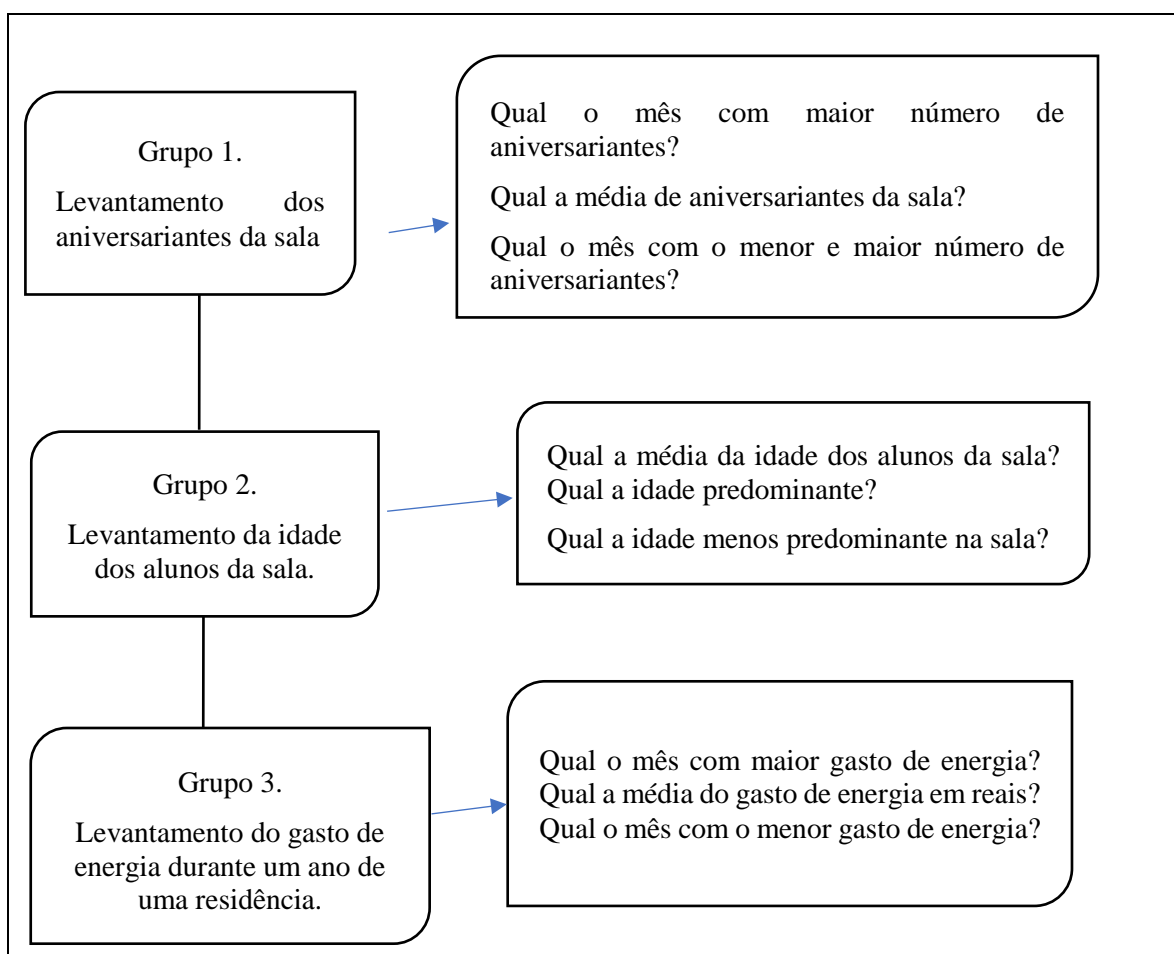 Grupo 1.
Levantamento dos
aniversariantes da sala
Qual o mês com maior número de
aniversariantes?
Qual a média de aniversariantes da sala?
Qual o mês com o menor e maior número de
aniversariantes?
Grupo 2.
Levantamento da idade
dos alunos da sala.
Qual a média da idade dos alunos da sala?
Qual a idade predominante?
Qual a idade menos predominante na sala?
Grupo 3.
Levantamento do gasto de
energia durante um ano de
uma residência.
Qual o mês com maior gasto de energia?
Qual a média do gasto de energia em reais?
Qual o mês com o menor gasto de energia?